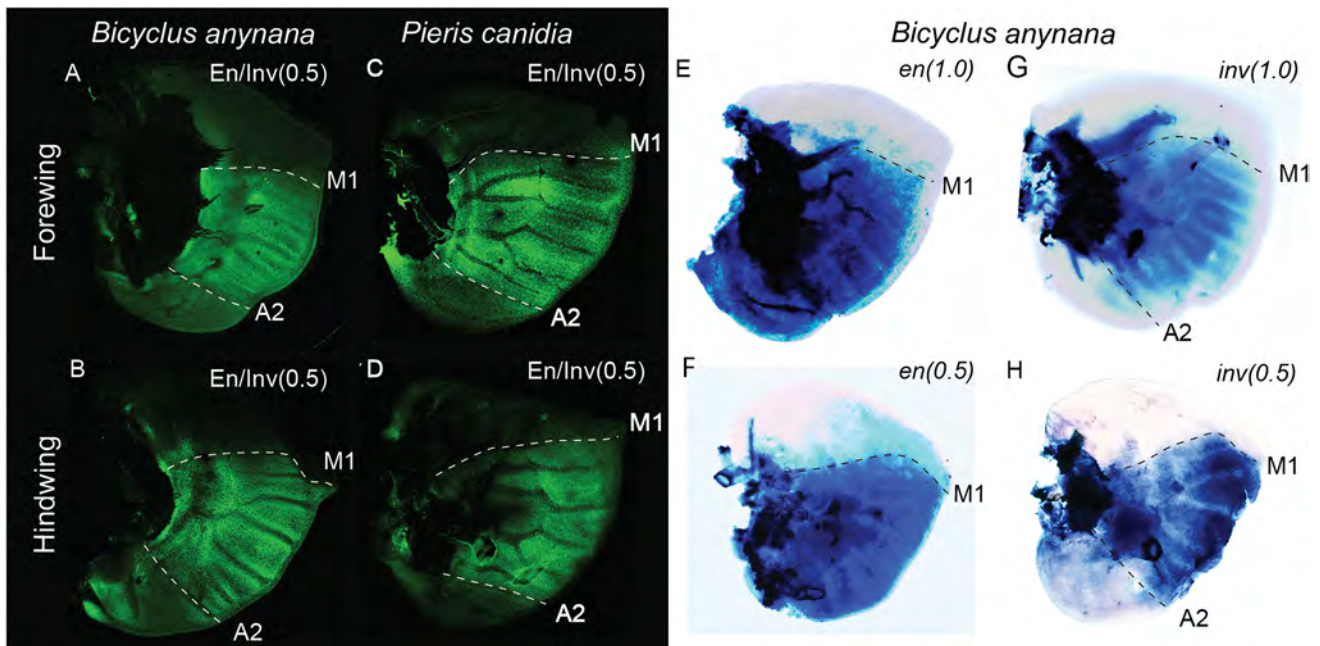 Bicyclus anynana
Pieris canidia
Bicyclus anynana
Forewing
A
En/Inv(0.5)
M1
A2
C
En/Inv(0.5)
M1
A2
E
en(1.0)
M1
G
inv(1.0)
M1
A2
Hindwing
B
En/Inv(0.5)
M1
A2
D
En/Inv(0.5)
M1
A2
F
en(0.5)
M1
H
inv(0.5)
M1
A2